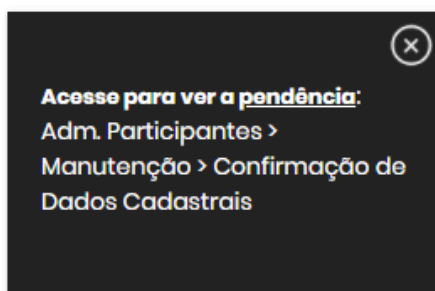 Acesse para ver a pendência:
Adm. Participantes >
Manutenção > Confirmação de
Dados Cadastrais